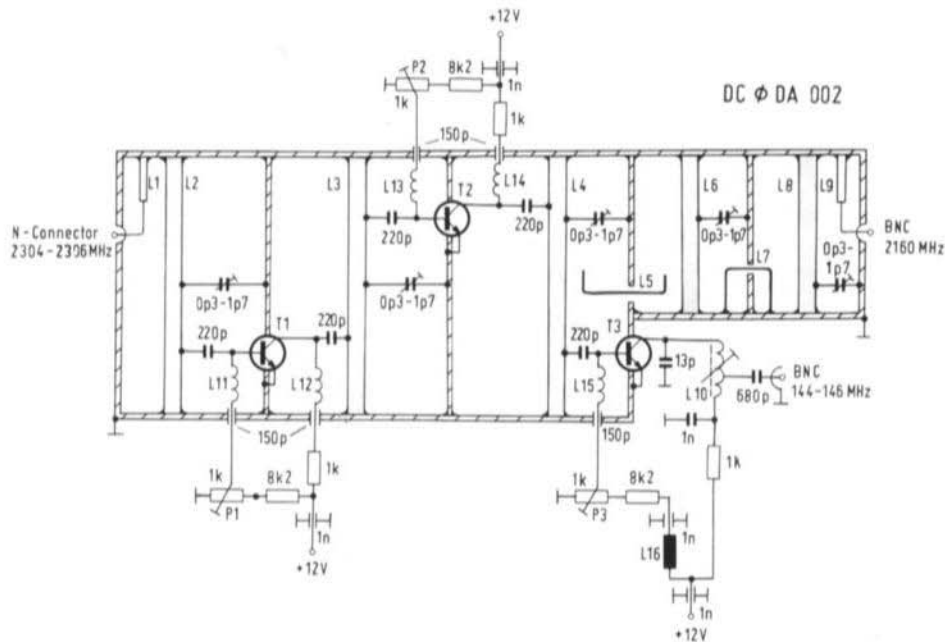 +12V
P2
8k2
1n
1k
1k
DC ϕ DA 002
150p
L1
L2
L3
L13
T2
L14
L4
L6
L8
L9
220p
220p
0p3-1p7
0p3-1p7
N-Connector
2304-2396MHz
BNC
2160 MHz
0p3-
1p7
L7
L5
0p3-1p7
0p3-1p7
220p
T1
220p
220p
T3
L11
L12
L15
13p
L10
680p
BNC
144-146MHz
150p
150p
1n
1k
1k
8k2
P1
1n
+12V
1k
8k2
P3
1n
1k
L16
1n
+12V